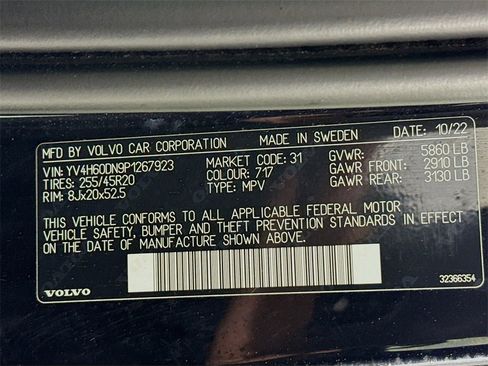 MFD BY VOLVO CAR CORPORATION MADE IN SWEDEN DATE: 10/22
VIN: YV4H60DN9P1267923 MARKET CODE: 31 GVWR: 5860 LB
TIRES: 255/45R20 COLOUR: 717 GAWR FRONT: 2910 LB
RIM: 8Jx20x52.5 TYPE: MPV GAWR REAR: 3130 LB
THIS VEHICLE CONFORMS TO ALL APPLICABLE FEDERAL MOTOR
VEHICLE SAFETY, BUMPER, AND THEFT PREVENTION STANDARDS IN EFFECT
ON THE DATE OF MANUFACTURE SHOWN ABOVE.
VOLVO 32366354